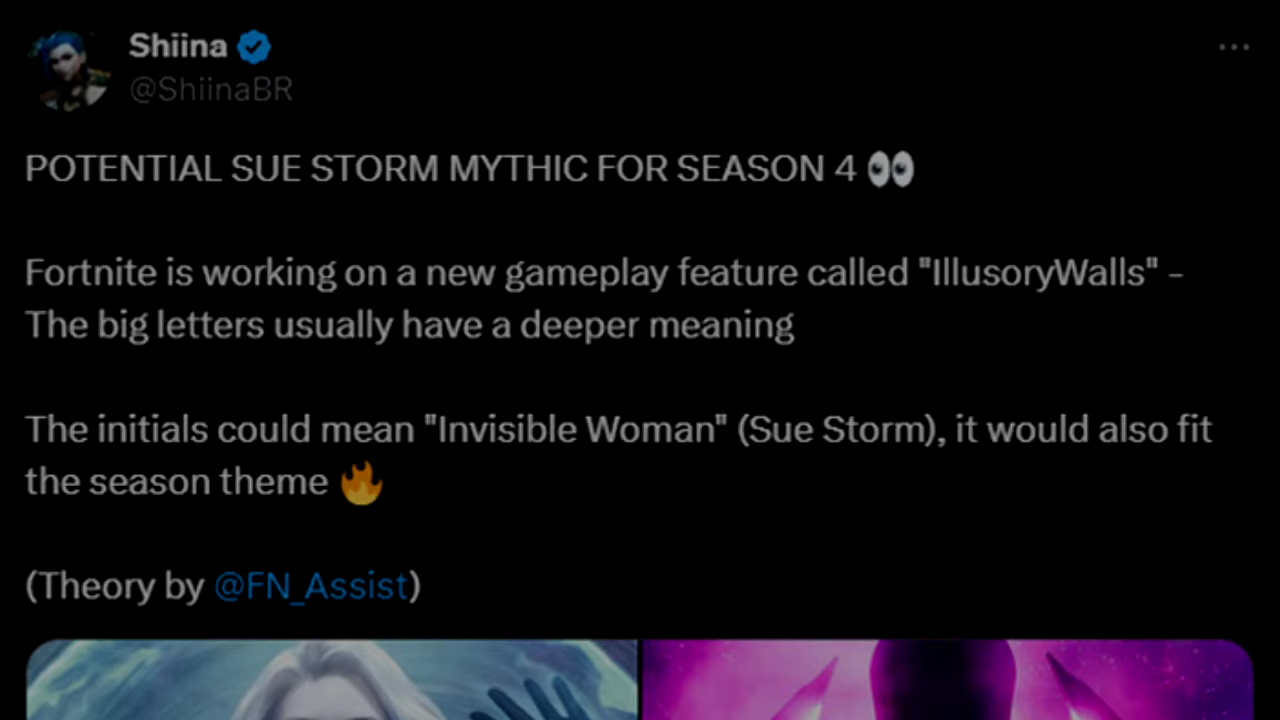 Shiina
@ShiinaBR
POTENTIAL SUE STORM MYTHIC FOR SEASON 4 👀
Fortnite is working on a new gameplay feature called "IllusoryWalls" -
The big letters usually have a deeper meaning
The initials could mean "Invisible Woman" (Sue Storm), it would also fit
the season theme 🔥
(Theory by @FN_Assist)